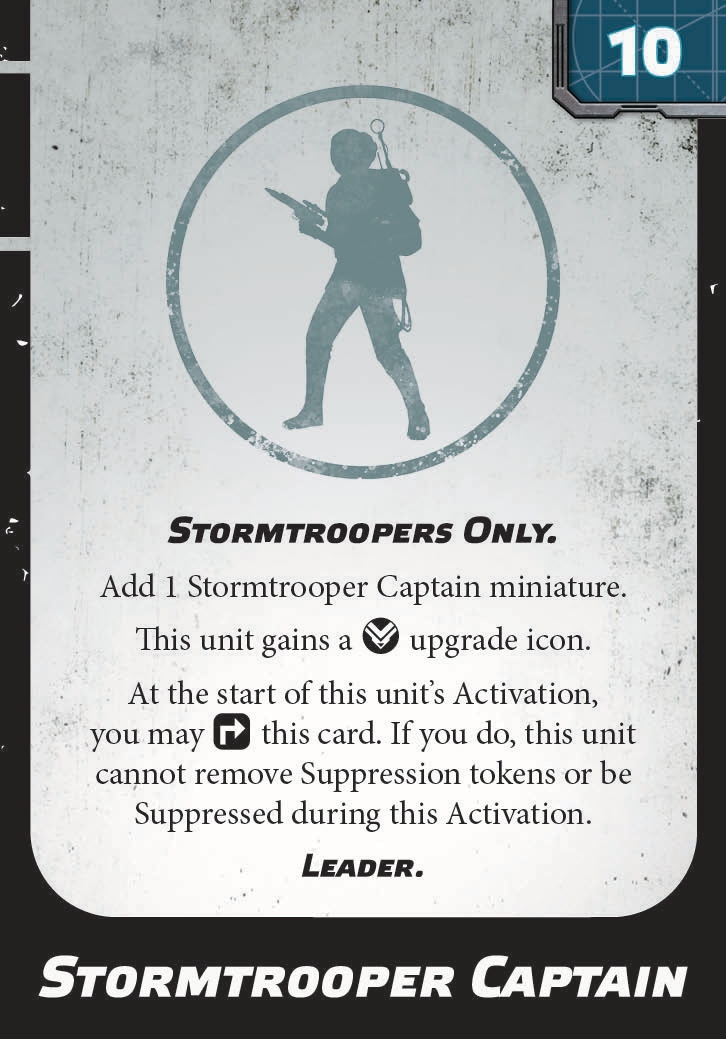 10
Stormtroopers Only.
Add 1 Stormtrooper Captain miniature.
This unit gains a upgrade icon.
At the start of this unit's Activation,
you may this card. If you do, this unit
cannot remove Suppression tokens or be
Suppressed during this Activation.
Leader.
Stormtrooper Captain